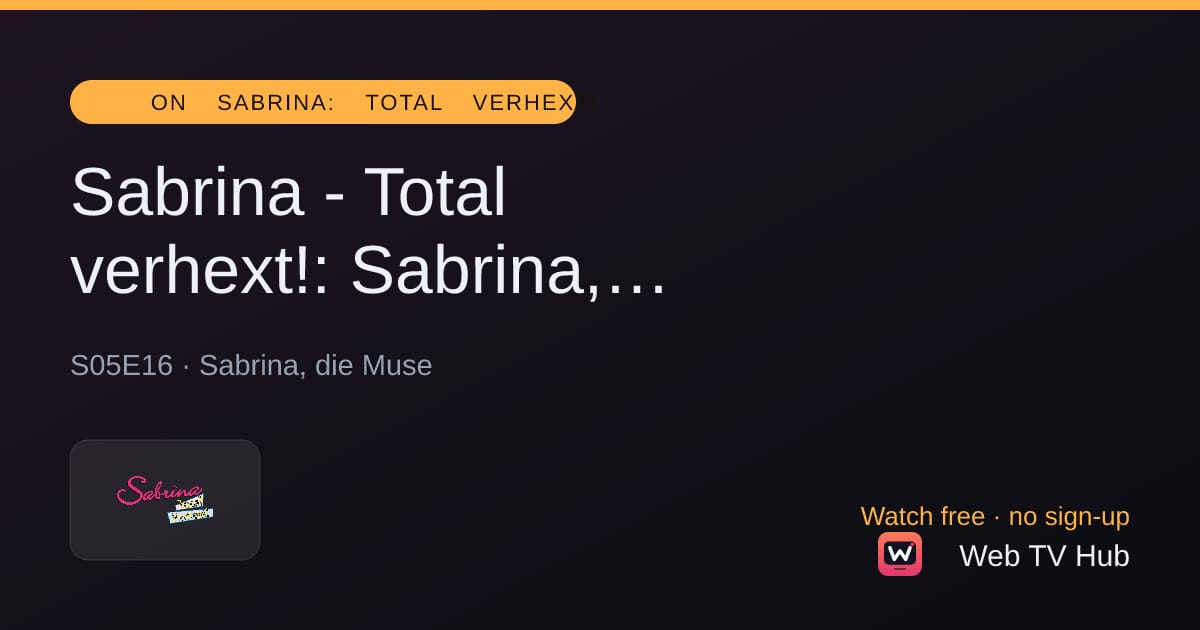 ON SABRINA: TOTAL VERHEX
Sabrina - Total
verhext!: Sabrina,…
S05E16 · Sabrina, die Muse
Sabrina
Watch free · no sign-up
W
Web TV Hub